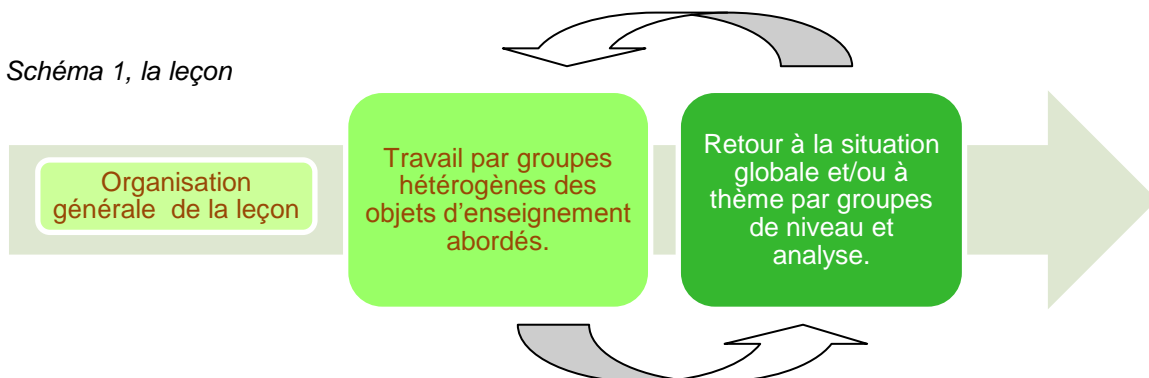 Schéma 1, la leçon
Organisation
générale de la leçon
Travail par groupes
hétérogènes des
objets d’enseignement
abordés.
Retour à la situation
globale et/ou à
thème par groupes
de niveau et
analyse.